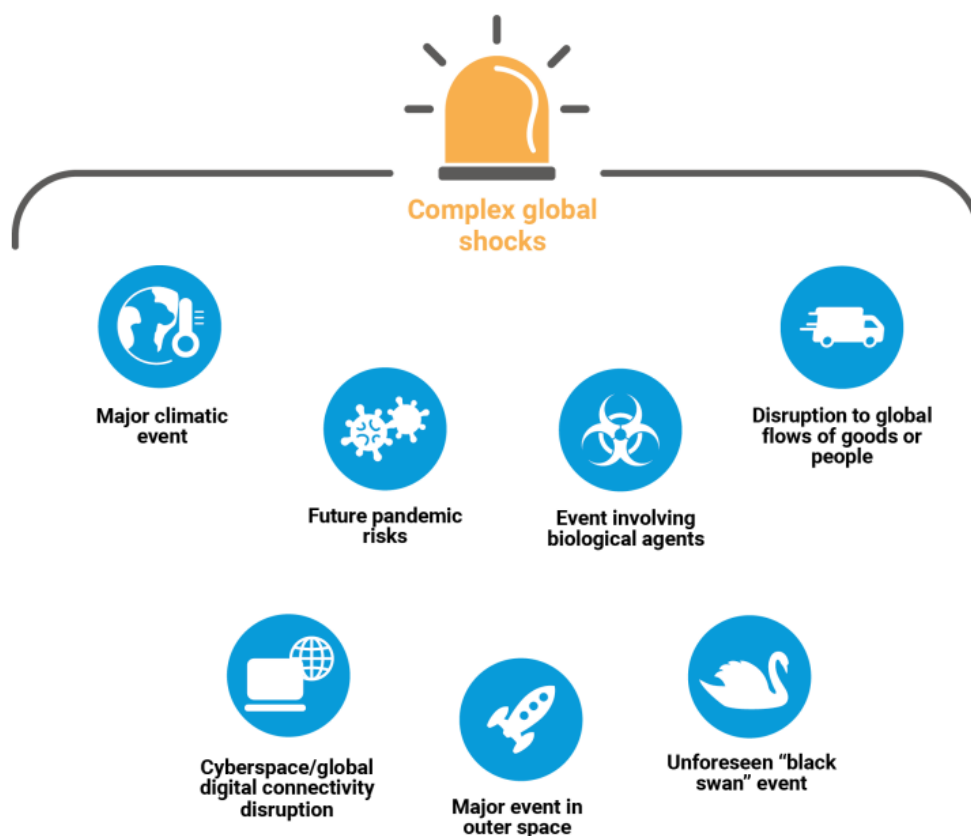 Complex global
shocks
Major climatic
event
Future pandemic
risks
Event involving
biological agents
Disruption to global
flows of goods or
people
Cyberspace/global
digital connectivity
disruption
Major event in
outer space
Unforeseen “black
swan” event